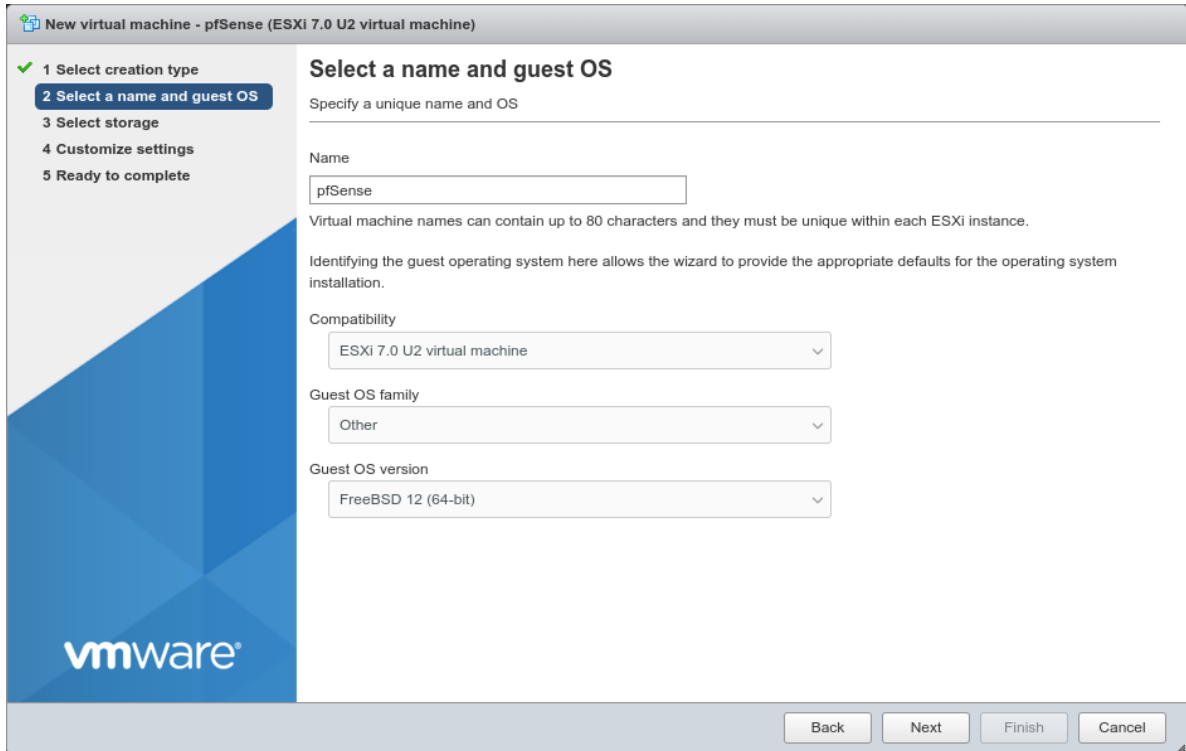 New virtual machine - pfSense (ESXi 7.0 U2 virtual machine)
1 Select creation type
2 Select a name and guest OS
3 Select storage
4 Customize settings
5 Ready to complete
Select a name and guest OS
Specify a unique name and OS
Name
pfSense
Virtual machine names can contain up to 80 characters and they must be unique within each ESXi instance.
Identifying the guest operating system here allows the wizard to provide the appropriate defaults for the operating system
installation.
Compatibility
ESXi 7.0 U2 virtual machine
Guest OS family
Other
Guest OS version
FreeBSD 12 (64-bit)
vmware®
Back
Next
Finish
Cancel